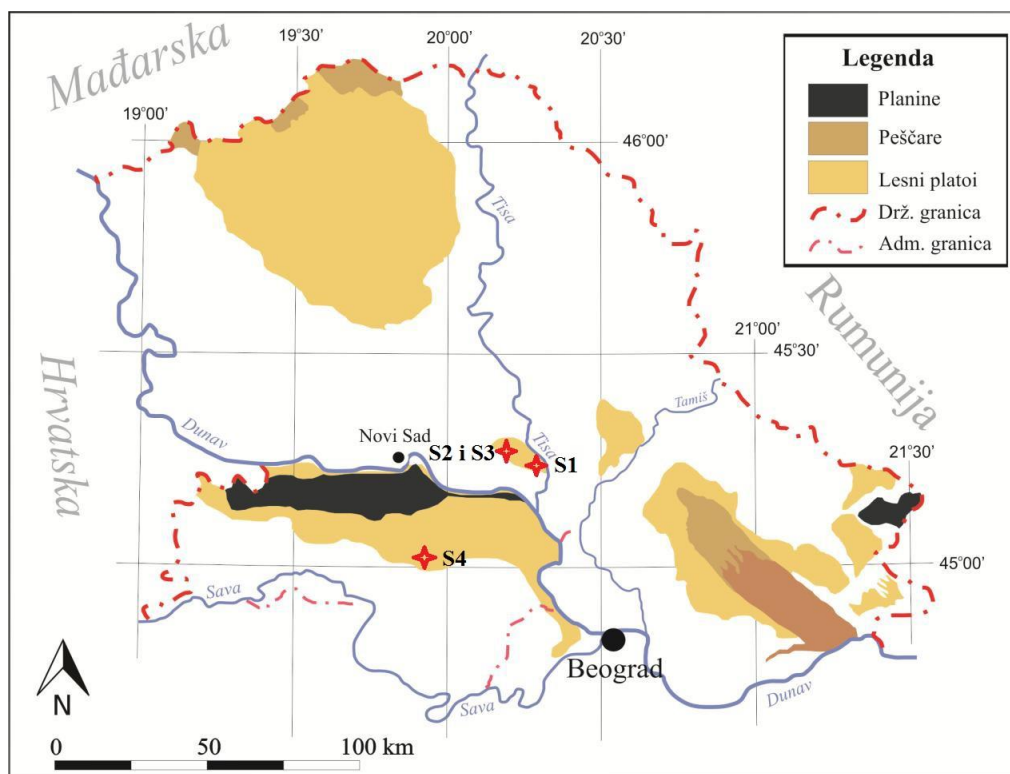 Mađarska
19°30'
20°00'
20°30'
Legenda
Planine
Peščare
Lesni platoi
Drž. granica
Adm. granica
19°00'
46°00'
Tisa
Rumunija
21°00'
45°30'
Hrvatska
Tamiš
Dunav
Novi Sad
S2 i S3
Tisa
S1
21°30'
S4
45°00'
Sava
Beograd
N
Sava
Dunav
0 50 100 km